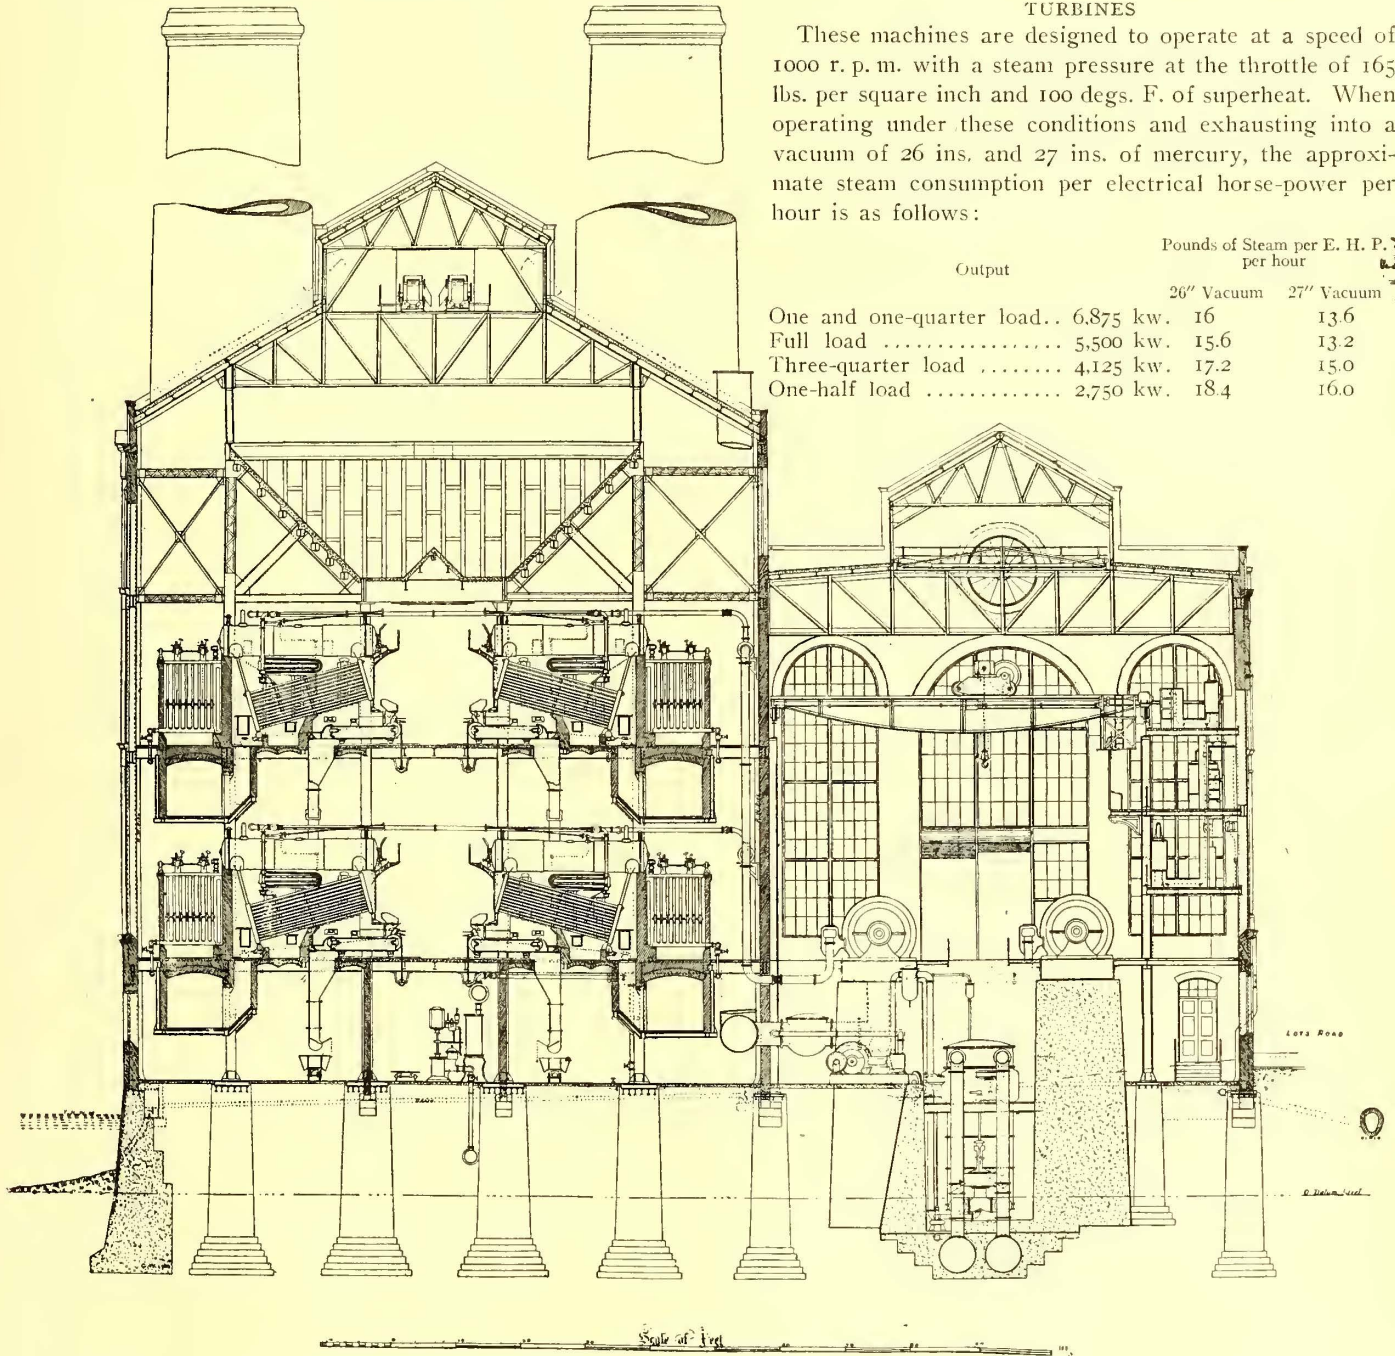 TURBINES
These machines are designed to operate at a speed of
1000 r. p. m. with a steam pressure at the throttle of 165
lbs. per square inch and 100 degs. F. of superheat. When
operating under these conditions and exhausting into a
vacuum of 26 ins. and 27 ins. of mercury, the approxi-
mate steam consumption per electrical horse-power per
hour is as follows:
Output Pounds of Steam per E. H. P.
per hour
26" Vacuum 27" Vacuum
One and one-quarter load.. 6,875 kw. 16 13.6
Full load ................ 5,500 kw. 15.6 13.2
Three-quarter load ........ 4,125 kw. 17.2 15.0
One-half load ............. 2,750 kw. 18.4 16.0
LOTS ROAD
O Datum Level
Scale of Feet